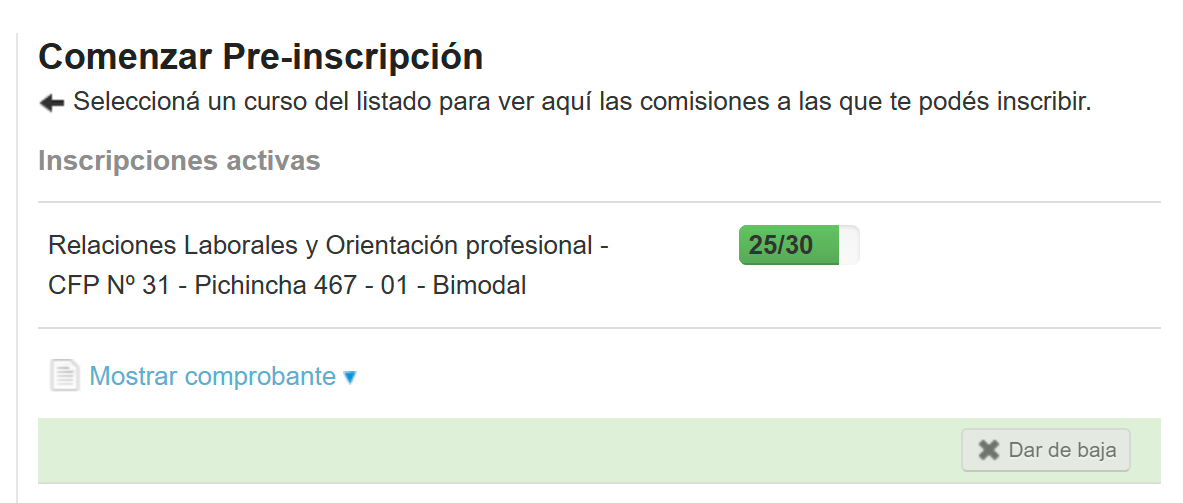 Comenzar Pre-inscripción
Seleccioná un curso del listado para ver aquí las comisiones a las que te podés inscribir.
Inscripciones activas
Relaciones Laborales y Orientación profesional -
CFP Nº 31 - Pichincha 467 - 01 - Bimodal
25/30
Mostrar comprobante
Dar de baja